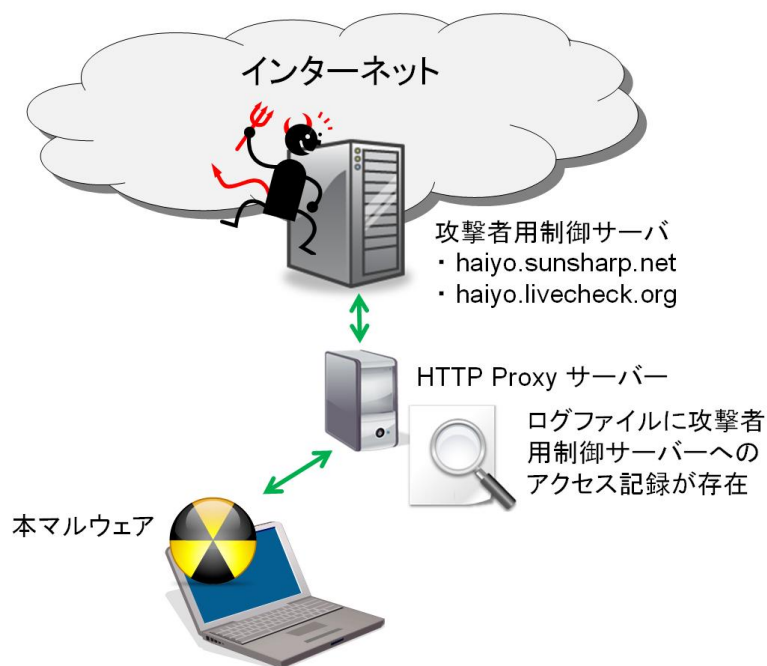 インターネット
攻撃者用制御サーバ
・haiyo.sunsharp.net
・haiyo.livecheck.org
HTTP Proxy サーバー
ログファイルに攻撃者
用制御サーバーへの
アクセス記録が存在
本マルウェア